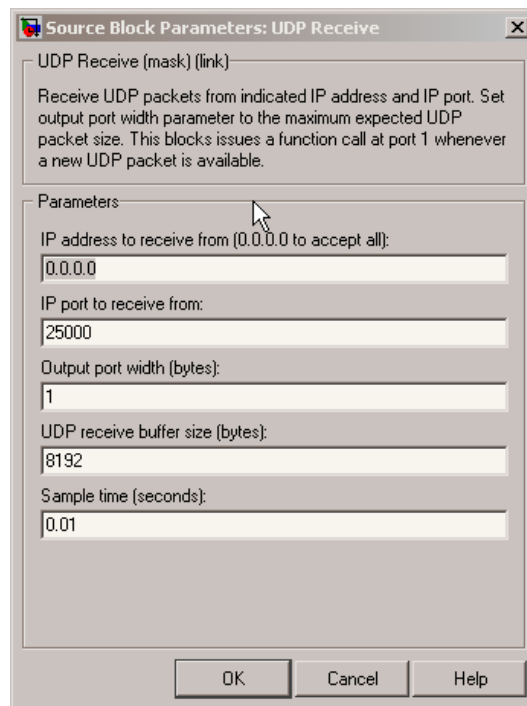 Source Block Parameters: UDP Receive
UDP Receive (mask) (link)
Receive UDP packets from indicated IP address and IP port. Set
output port width parameter to the maximum expected UDP
packet size. This blocks issues a function call at port 1 whenever
a new UDP packet is available.
Parameters
IP address to receive from (0.0.0.0 to accept all):
0.0.0.0
IP port to receive from:
25000
Output port width (bytes):
1
UDP receive buffer size (bytes):
8192
Sample time (seconds):
0.01
OK Cancel Help